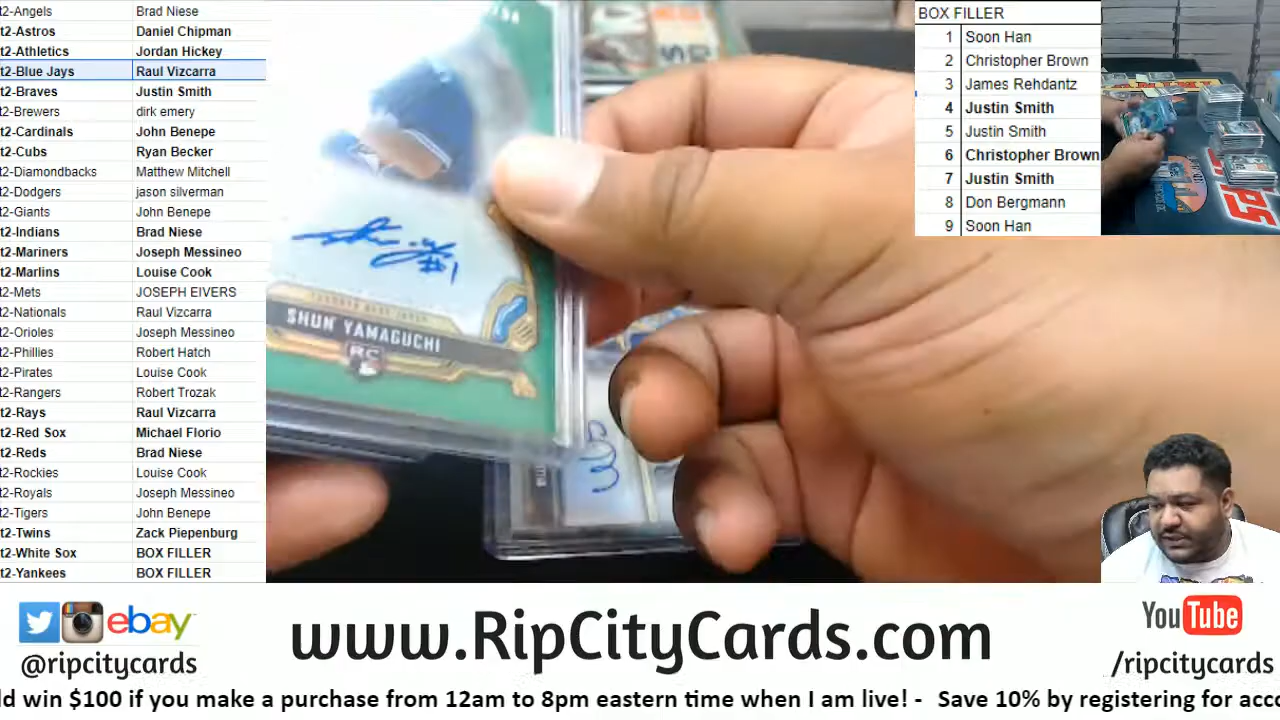 t2-Angels Brad Niese
t2-Astros Daniel Chipman
t2-Athletics Jordan Hickey
t2-Blue Jays Raul Vizcarra
t2-Braves Justin Smith
t2-Brewers dirk emery
t2-Cardinals John Benepe
t2-Cubs Ryan Becker
t2-Diamondbacks Matthew Mitchell
t2-Dodgers jason silverman
t2-Giants John Benepe
t2-Indians Brad Niese
t2-Mariners Joseph Messineo
t2-Marlins Louise Cook
t2-Mets JOSEPH EIVERS
t2-Nationals Raul Vizcarra
t2-Orioles Joseph Messineo
t2-Phillies Robert Hatch
t2-Pirates Louise Cook
t2-Rangers Robert Trozak
t2-Rays Raul Vizcarra
t2-Red Sox Michael Florio
t2-Reds Brad Niese
t2-Rockies Louise Cook
t2-Royals Joseph Messineo
t2-Tigers John Benepe
t2-Twins Zack Piepenburg
t2-White Sox BOX FILLER
t2-Yankees BOX FILLER
#1
SHUN YAMAGUCHI
RC
BOX FILLER
1 Soon Han
2 Christopher Brown
3 James Rehdantz
4 Justin Smith
5 Justin Smith
6 Christopher Brown
7 Justin Smith
8 Don Bergmann
9 Soon Han
ebay
@ripcitycards
www.RipCityCards.com
YouTube
/ripcitycards
ld win $100 if you make a purchase from 12am to 8pm eastern time when I am live! - Save 10% by registering for acco